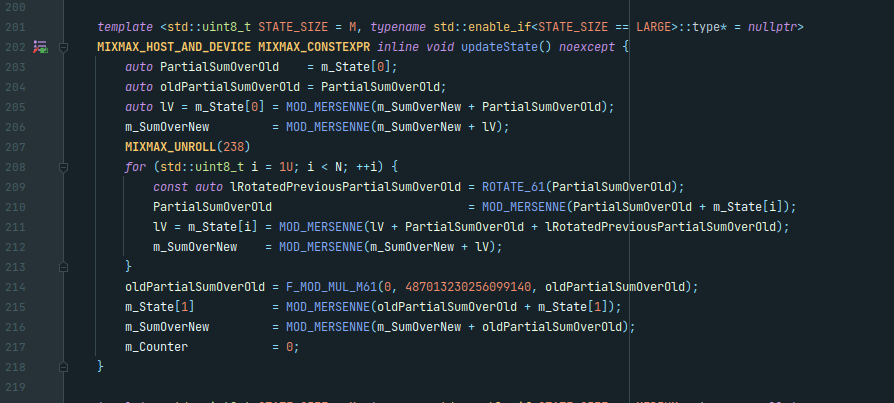 200
201 template <std::uint8_t STATE_SIZE = M, typename std::enable_if<STATE_SIZE == LARGE>::type* = nullptr>
202 MIXMAX_HOST_AND_DEVICE MIXMAX_CONSTEXPR inline void updateState() noexcept {
203 auto PartialSumOverOld = m_State[0];
204 auto oldPartialSumOverOld = PartialSumOverOld;
205 auto lV = m_State[0] = MOD_MERSENNE(m_SumOverNew + PartialSumOverOld);
206 m_SumOverNew = MOD_MERSENNE(m_SumOverNew + lV);
207 MIXMAX_UNROLL(238)
208 for (std::uint8_t i = 1U; i < N; ++i) {
209 const auto lRotatedPreviousPartialSumOverOld = ROTATE_61(PartialSumOverOld);
210 PartialSumOverOld = MOD_MERSENNE(PartialSumOverOld + m_State[i]);
211 lV = m_State[i] = MOD_MERSENNE(lV + PartialSumOverOld + lRotatedPreviousPartialSumOverOld);
212 m_SumOverNew = MOD_MERSENNE(m_SumOverNew + lV);
213 }
214 oldPartialSumOverOld = F_MOD_MUL_M61(0, 487013230256099140, oldPartialSumOverOld);
215 m_State[1] = MOD_MERSENNE(oldPartialSumOverOld + m_State[1]);
216 m_SumOverNew = MOD_MERSENNE(m_SumOverNew + oldPartialSumOverOld);
217 m_Counter = 0;
218 }
219